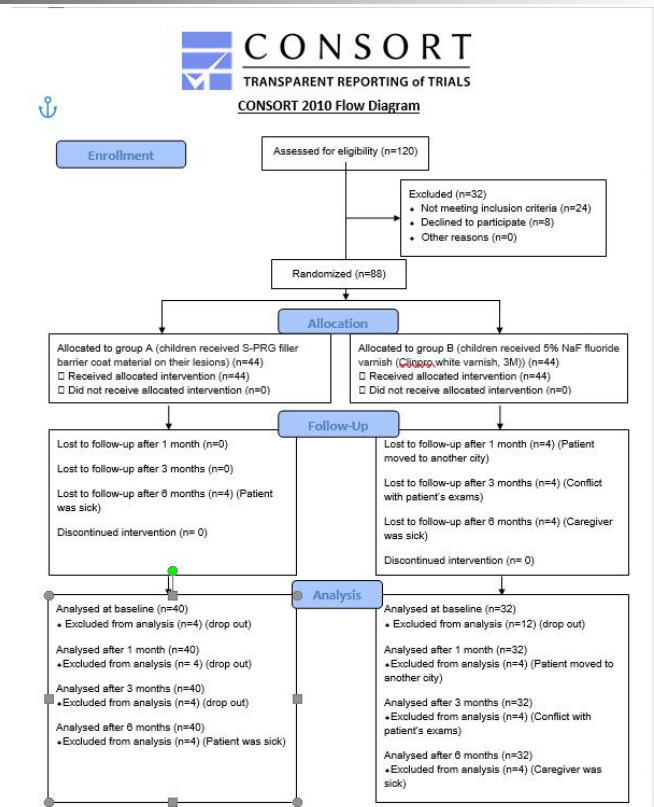 CONSORT
TRANSPARENT REPORTING of TRIALS
CONSORT 2010 Flow Diagram
Enrollment
Assessed for eligibility (n=120)
Excluded (n=32)
⬩ Not meeting inclusion criteria (n=24)
⬩ Declined to participate (n=8)
⬩ Other reasons (n=0)
Randomized (n=88)
Allocation
Allocated to group A (children received S-PRG filler
barrier coat material on their lesions) (n=44)
□ Received allocated intervention (n=44)
□ Did not receive allocated intervention (n=0)
Allocated to group B (children received 5% NaF fluoride
varnish (Clinpro white varnish, 3M)) (n=44)
□ Received allocated intervention (n=44)
□ Did not receive allocated intervention (n=0)
Follow-Up
Lost to follow-up after 1 month (n=0)
Lost to follow-up after 3 months (n=0)
Lost to follow-up after 6 months (n=4) (Patient
was sick)
Discontinued intervention (n= 0)
Lost to follow-up after 1 month (n=4) (Patient
moved to another city)
Lost to follow-up after 3 months (n=4) (Conflict
with patient's exams)
Lost to follow-up after 6 months (n=4) (Caregiver
was sick)
Discontinued intervention (n= 0)
Analysis
Analysed at baseline (n=40)
⬩ Excluded from analysis (n=4) (drop out)
Analysed after 1 month (n=40)
⬩Excluded from analysis (n= 4) (drop out)
Analysed after 3 months (n=40)
⬩Excluded from analysis (n=4) (drop out)
Analysed after 6 months (n=40)
⬩Excluded from analysis (n=4) (Patient was sick)
Analysed at baseline (n=32)
⬩ Excluded from analysis (n=12) (drop out)
Analysed after 1 month (n=32)
⬩Excluded from analysis (n=4) (Patient moved to
another city)
Analysed after 3 months (n=32)
⬩Excluded from analysis (n=4) (Conflict with
patient's exams)
Analysed after 6 months (n=32)
⬩Excluded from analysis (n=4) (Caregiver was
sick)